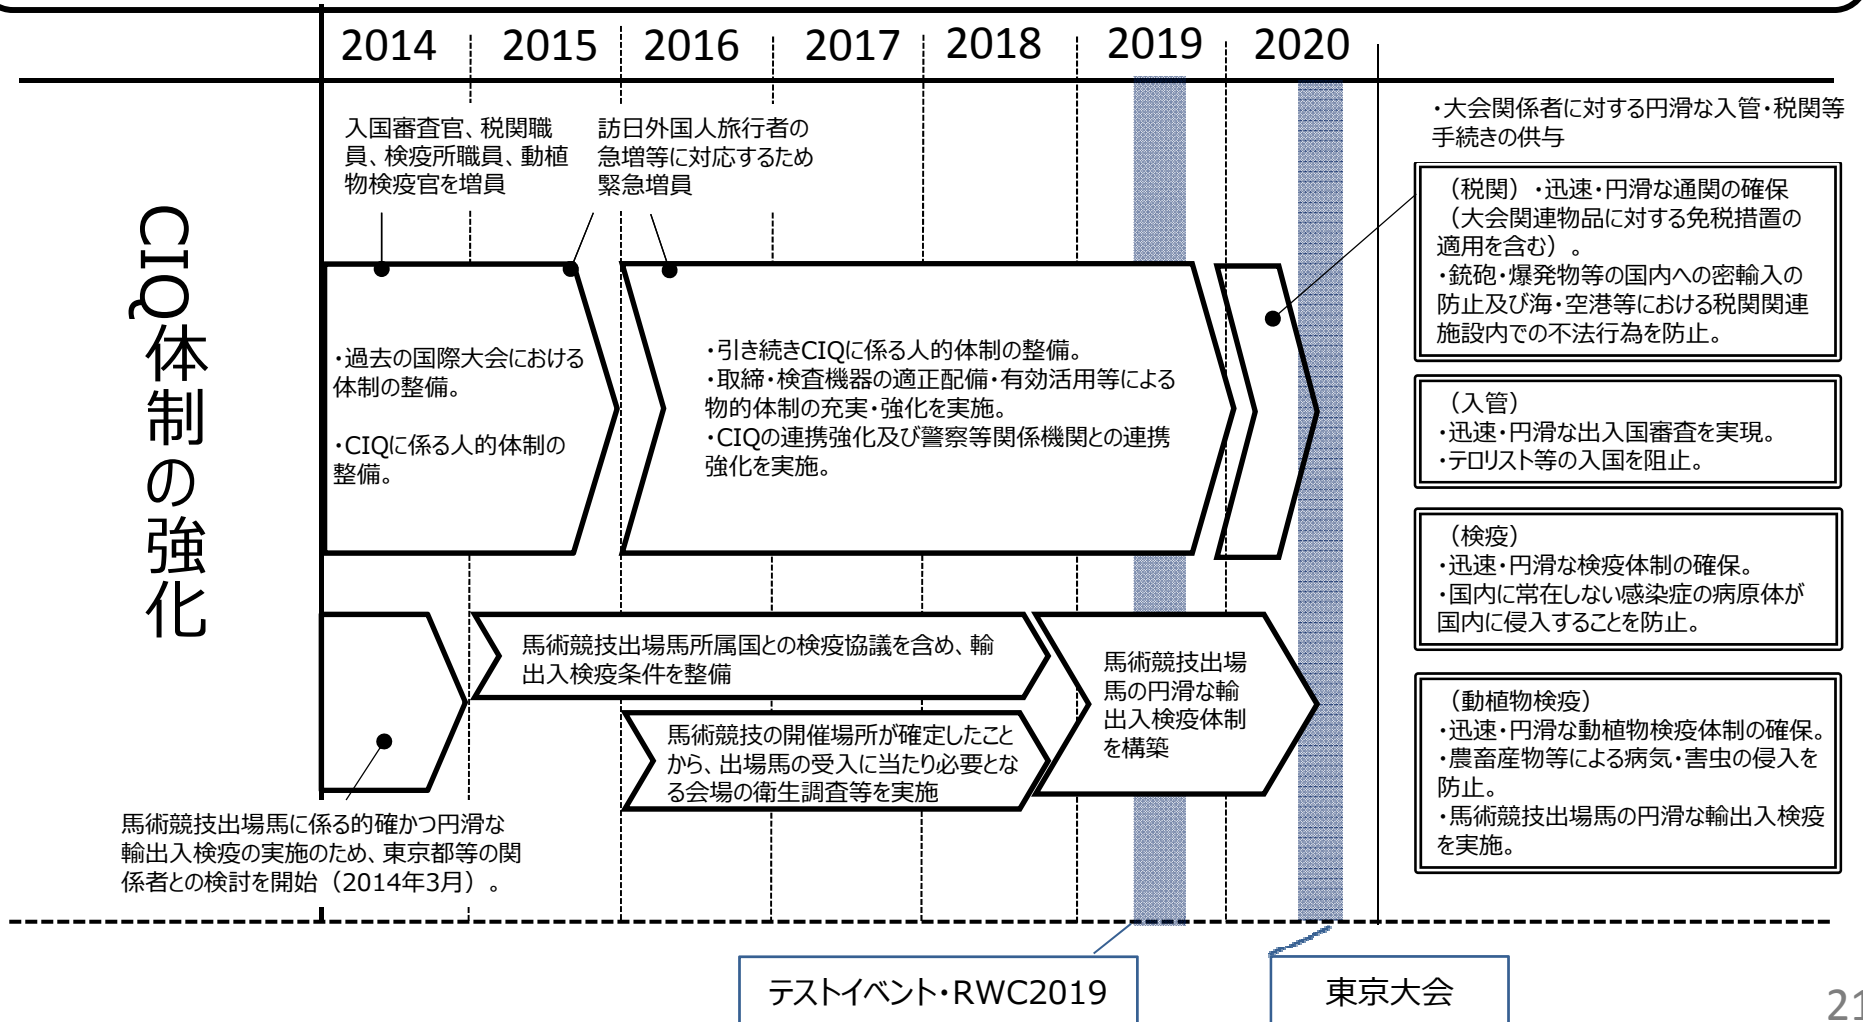 2014
2015
2016
2017
2018
2019
2020
CIQ体制の強化
入国審査官、税関職
員、検疫所職員、動植
物検疫官を増員
訪日外国人旅行者の
急増等に対応するため
緊急増員
・過去の国際大会における
体制の整備。
・CIQに係る人的体制の
整備。
・引き続きCIQに係る人的体制の整備。
・取締・検査機器の適正配備・有効活用等による
物的体制の充実・強化を実施。
・CIQの連携強化及び警察等関係機関との連携
強化を実施。
馬術競技出場馬所属国との検疫協議を含め、輸
出入検疫条件を整備
馬術競技の開催場所が確定したこと
から、出場馬の受入に当たり必要とな
る会場の衛生調査等を実施
馬術競技出場
馬の円滑な輸
出入検疫体制
を構築
馬術競技出場馬に係る的確かつ円滑な
輸出入検疫の実施のため、東京都等の関
係者との検討を開始（2014年3月）。
・大会関係者に対する円滑な入管・税関等
手続きの供与
（税関）・迅速・円滑な通関の確保
（大会関連物品に対する免税措置の
適用を含む）。
・銃砲・爆発物等の国内への密輸入の
防止及び海・空港等における税関関連
施設内での不法行為を防止。
（入管）
・迅速・円滑な出入国審査を実現。
・テロリスト等の入国を阻止。
（検疫）
・迅速・円滑な検疫体制の確保。
・国内に常在しない感染症の病原体が
国内に侵入することを防止。
（動植物検疫）
・迅速・円滑な動植物検疫体制の確保。
・農畜産物等による病気・害虫の侵入を
防止。
・馬術競技出場馬の円滑な輸出入検疫
を実施。
テストイベント・RWC2019
東京大会
21